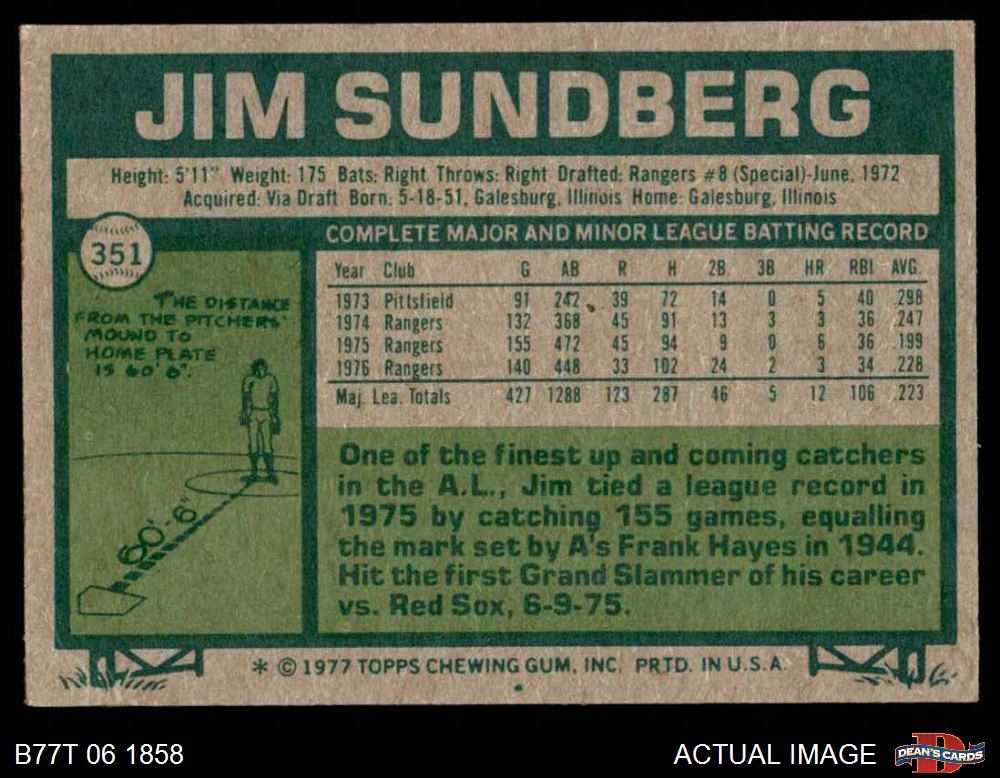 JIM SUNDBERG
Height: 5'11" Weight: 175 Bats: Right Throws: Right Drafted: Rangers #8 (Special)-June, 1972
Acquired: Via Draft Born: 5-18-51, Galesburg, Illinois Home: Galesburg, Illinois
351
THE DISTANCE
FROM THE PITCHERS'
MOUND TO
HOME PLATE
IS 60' 6".
60'-6"
COMPLETE MAJOR AND MINOR LEAGUE BATTING RECORD
Year Club G AB R H 2B 3B HR RBI AVG.
1973 Pittsfield 91 242 39 72 14 0 5 40 .298
1974 Rangers 132 368 45 91 13 3 3 36 .247
1975 Rangers 155 472 45 94 9 0 6 36 .199
1976 Rangers 140 448 33 102 24 2 3 34 .228
Maj. Lea. Totals 427 1288 123 287 46 5 12 106 .223
One of the finest up and coming catchers
in the A.L., Jim tied a league record in
1975 by catching 155 games, equalling
the mark set by A's Frank Hayes in 1944.
Hit the first Grand Slammer of his career
vs. Red Sox, 6-9-75.
* © 1977 TOPPS CHEWING GUM, INC. PRTD. IN U.S.A.
B77T 06 1858
ACTUAL IMAGE
D
DEAN'S CARDS